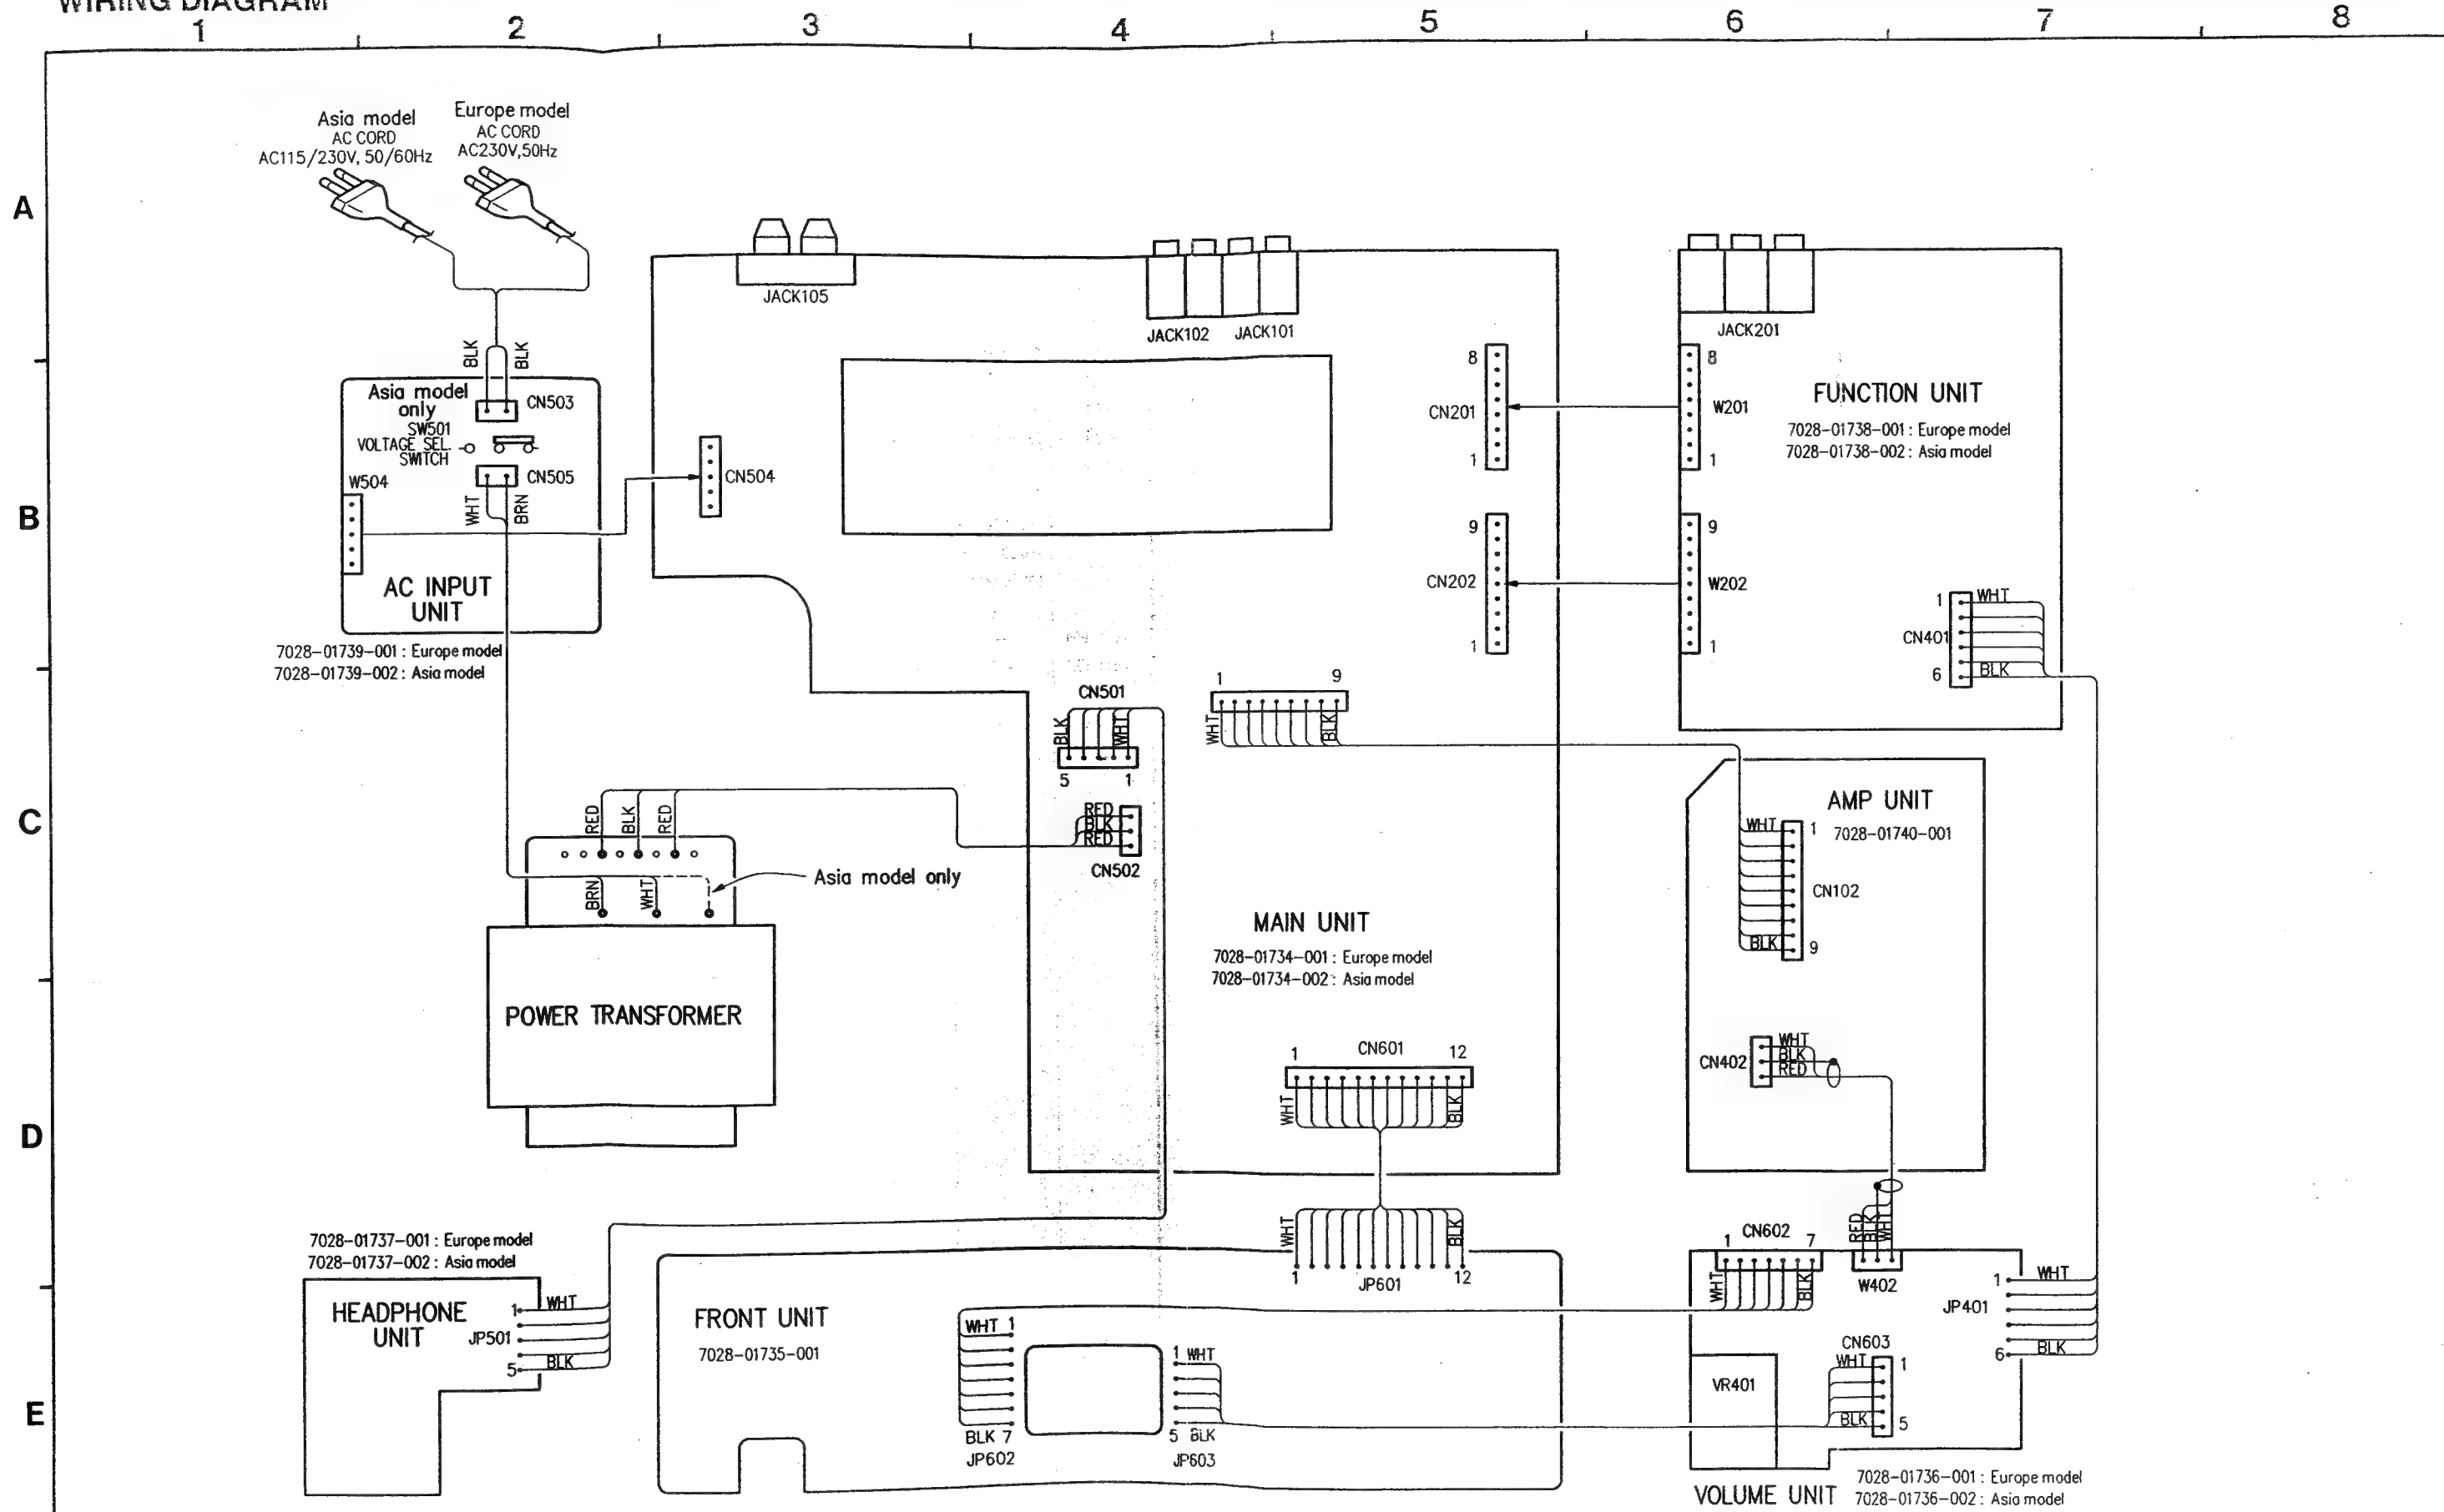 WIRING DIAGRAM
1 2 3 4 5 6 7 8
A
B
C
D
E
Asia model
AC CORD
AC115/230V, 50/60Hz
Europe model
AC CORD
AC230V,50Hz
BLK
BLK
Asia model
only
CN503
SW501
VOLTAGE SEL.
SWITCH
CN505
W504
WHT
BRN
AC INPUT
UNIT
7028-01739-001 : Europe model
7028-01739-002 : Asia model
JACK105
JACK102
JACK101
CN504
8
CN201
1
9
CN202
1
JACK201
8
W201
1
FUNCTION UNIT
7028-01738-001 : Europe model
7028-01738-002 : Asia model
9
W202
1
1
WHT
CN401
6
BLK
CN501
BLK
WHT
5
1
1
9
WHT
BLK
RED
BLK
RED
CN502
RED
BLK
RED
BRN
WHT
Asia model only
POWER TRANSFORMER
MAIN UNIT
7028-01734-001 : Europe model
7028-01734-002 : Asia model
AMP UNIT
7028-01740-001
WHT
1
CN102
BLK
9
CN402
WHT
BLK
RED
1
CN601
12
WHT
BLK
WHT
BLK
1
JP601
12
RED
BLK
WHT
W402
1
CN602
7
WHT
BLK
7028-01737-001 : Europe model
7028-01737-002 : Asia model
HEADPHONE
UNIT
1
WHT
JP501
5
BLK
FRONT UNIT
7028-01735-001
WHT 1
BLK 7
JP602
1 WHT
5 BLK
JP603
1
WHT
JP401
6
BLK
CN603
WHT
1
BLK
5
VR401
VOLUME UNIT
7028-01736-001 : Europe model
7028-01736-002 : Asia model